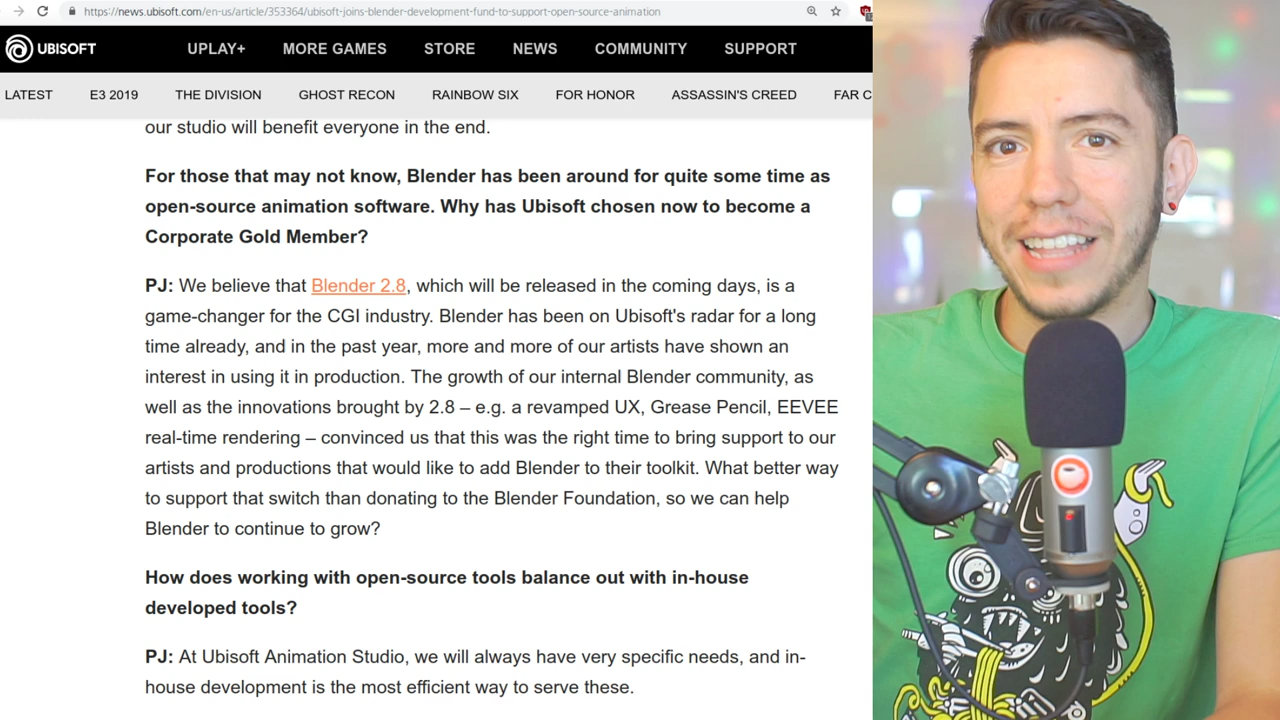 https://news.ubisoft.com/en-us/article/353364/ubisoft-joins-blender-development-fund-to-support-open-source-animation
UBISOFT
UPLAY+ MORE GAMES STORE NEWS COMMUNITY SUPPORT
LATEST E3 2019 THE DIVISION GHOST RECON RAINBOW SIX FOR HONOR ASSASSIN'S CREED FAR C
our studio will benefit everyone in the end.
For those that may not know, Blender has been around for quite some time as
open-source animation software. Why has Ubisoft chosen now to become a
Corporate Gold Member?
PJ: We believe that Blender 2.8, which will be released in the coming days, is a
game-changer for the CGI industry. Blender has been on Ubisoft's radar for a long
time already, and in the past year, more and more of our artists have shown an
interest in using it in production. The growth of our internal Blender community, as
well as the innovations brought by 2.8 – e.g. a revamped UX, Grease Pencil, EEVEE
real-time rendering – convinced us that this was the right time to bring support to our
artists and productions that would like to add Blender to their toolkit. What better way
to support that switch than donating to the Blender Foundation, so we can help
Blender to continue to grow?
How does working with open-source tools balance out with in-house
developed tools?
PJ: At Ubisoft Animation Studio, we will always have very specific needs, and in-
house development is the most efficient way to serve these.